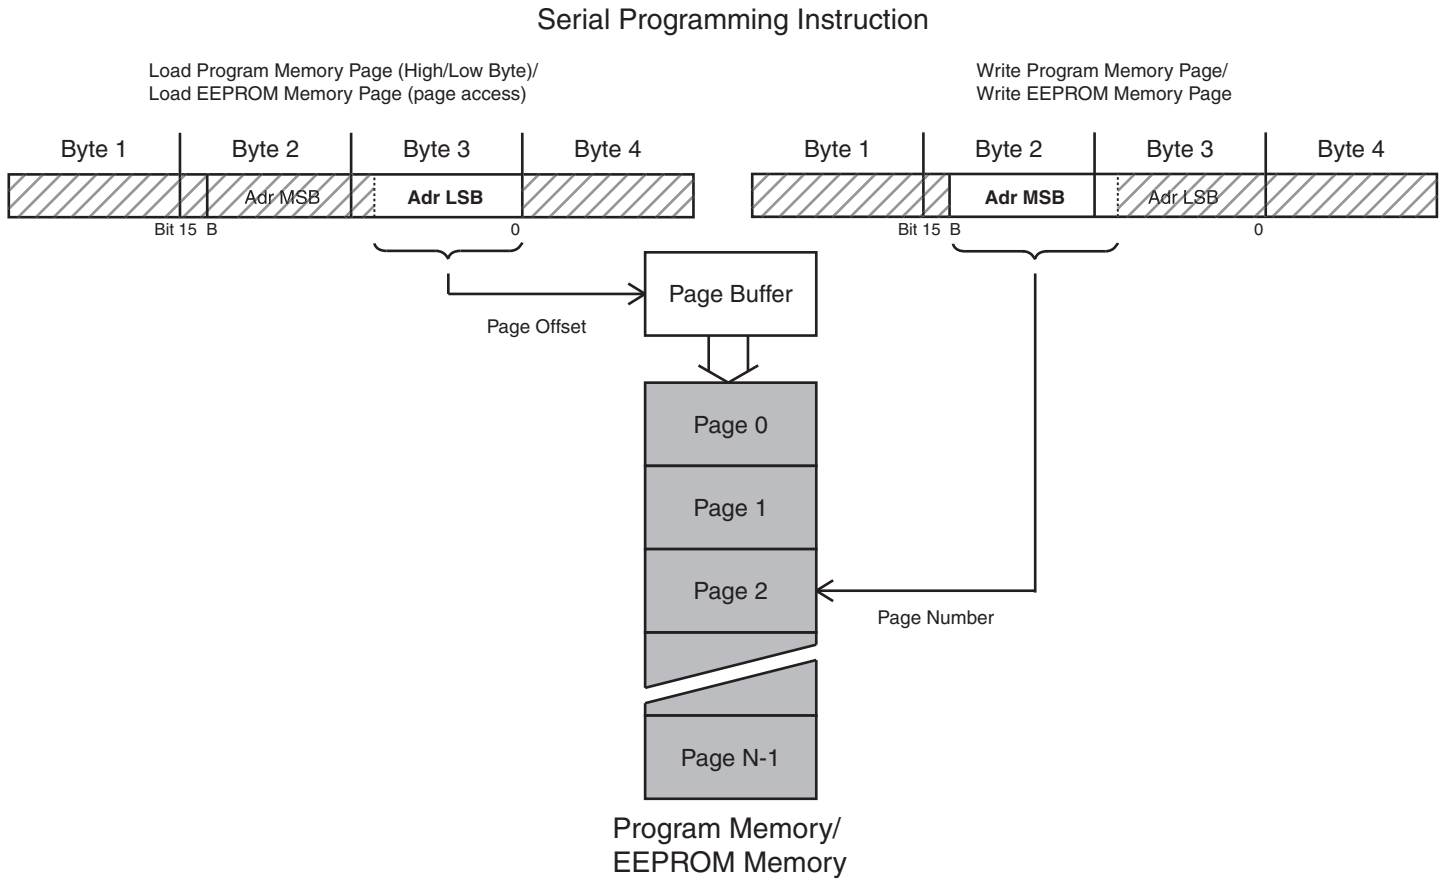 Serial Programming Instruction
Load Program Memory Page (High/Low Byte)/
Load EEPROM Memory Page (page access)
Byte 1 Byte 2 Byte 3 Byte 4
Adr MSB Adr LSB
Bit 15 B 0
Write Program Memory Page/
Write EEPROM Memory Page
Byte 1 Byte 2 Byte 3 Byte 4
Adr MSB Adr LSB
Bit 15 B 0
Page Buffer
Page Offset
Page 0
Page 1
Page 2
Page Number
Page N-1
Program Memory/
EEPROM Memory